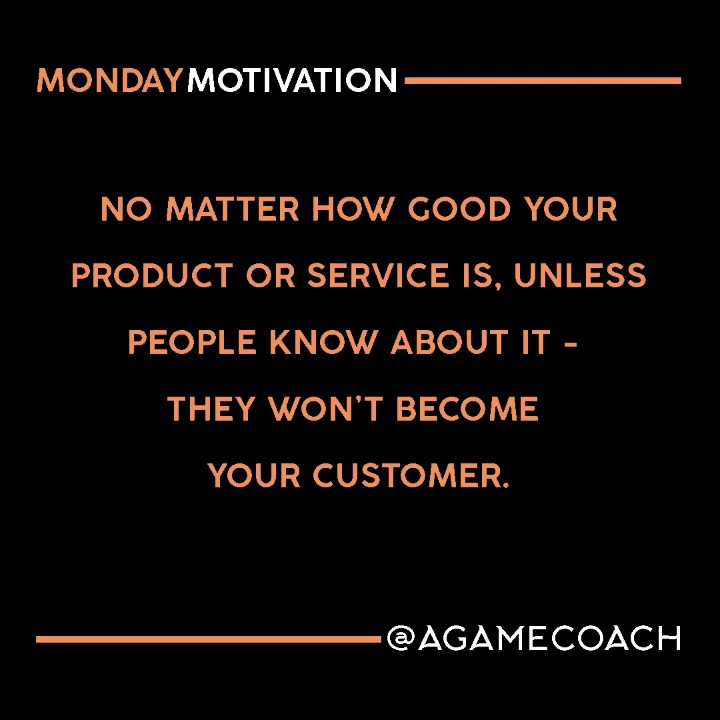 MONDAYMOTIVATION
NO MATTER HOW GOOD YOUR
PRODUCT OR SERVICE IS, UNLESS
PEOPLE KNOW ABOUT IT -
THEY WON'T BECOME
YOUR CUSTOMER.
@AGAMECOACH